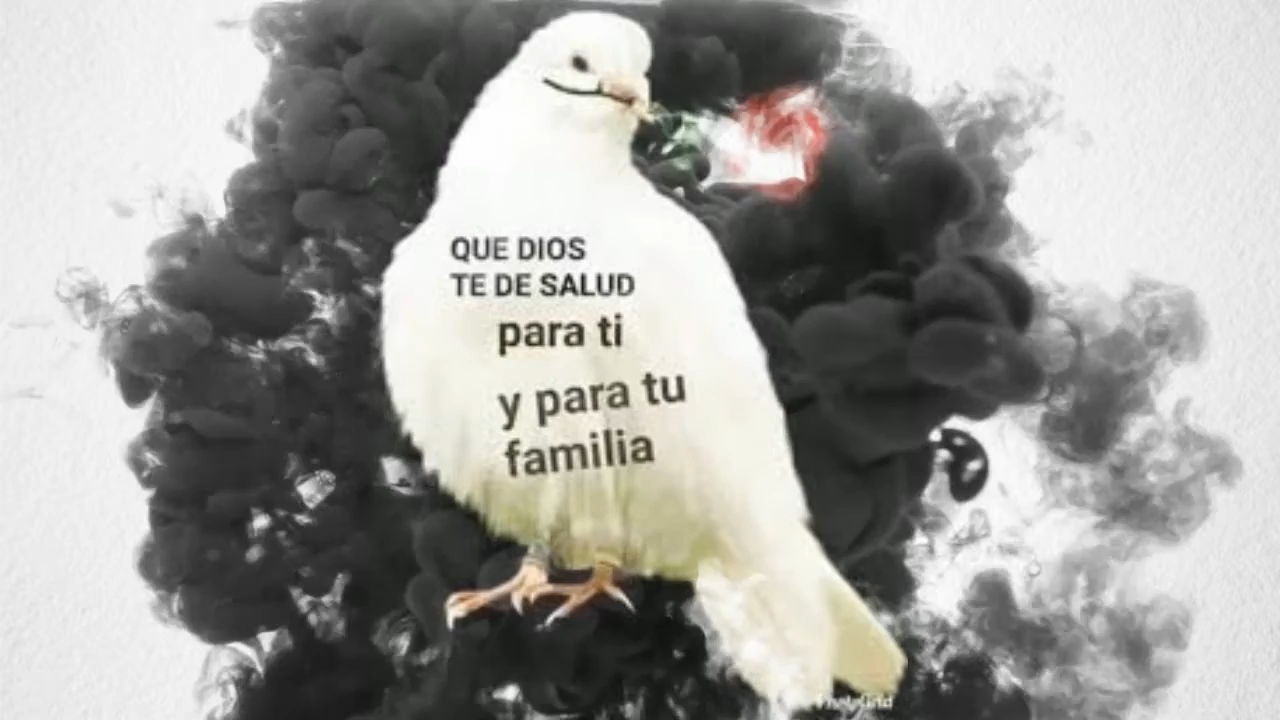 QUE DIOS
TE DE SALUD
para ti
y para tu
familia